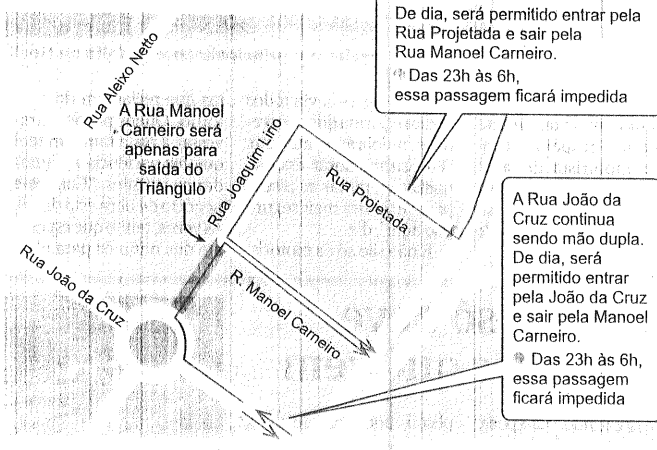 De dia, será permitido entrar pela
Rua Projetada e sair pela
Rua Manoel Carneiro.
Das 23h às 6h,
essa passagem ficará impedida
Rua Aleixo Netto
A Rua Manoel
Carneiro será
apenas para
saída do
Triângulo
Rua Joaquim Lirio
Rua Projetada
Rua João da Cruz
R. Manoel Carneiro
A Rua João da
Cruz continua
sendo mão dupla.
De dia, será
permitido entrar
pela João da Cruz
e sair pela Manoel
Carneiro.
Das 23h às 6h,
essa passagem
ficará impedida